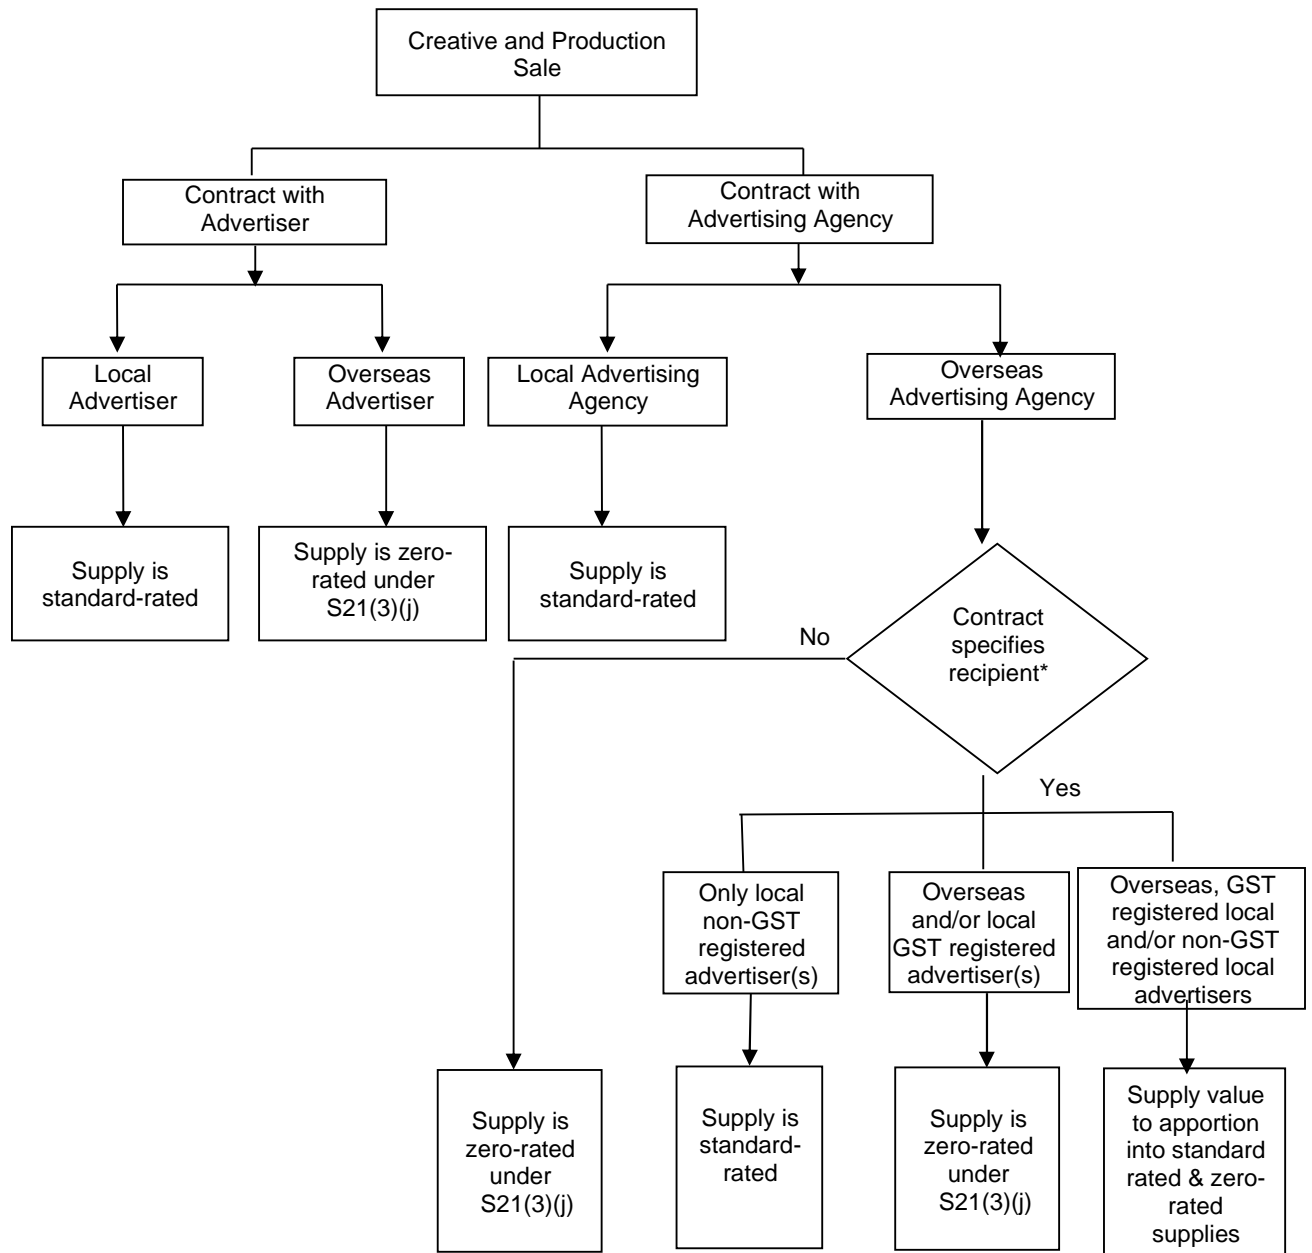 Creative and Production
Sale
Contract with
Advertiser
Contract with
Advertising Agency
Local
Advertiser
Overseas
Advertiser
Local Advertising
Agency
Overseas
Advertising Agency
Supply is
standard-rated
Supply is zero-
rated under
S21(3)(j)
Supply is
standard-rated
Contract
specifies
recipient*
No
Yes
Only local
non-GST
registered
advertiser(s)
Overseas
and/or local
GST registered
advertiser(s)
Overseas, GST
registered local
and/or non-GST
registered local
advertisers
Supply is
zero-rated
under
S21(3)(j)
Supply is
standard-
rated
Supply is
zero-rated
under
S21(3)(j)
Supply value
to apportion
into standard
rated & zero-
rated
supplies